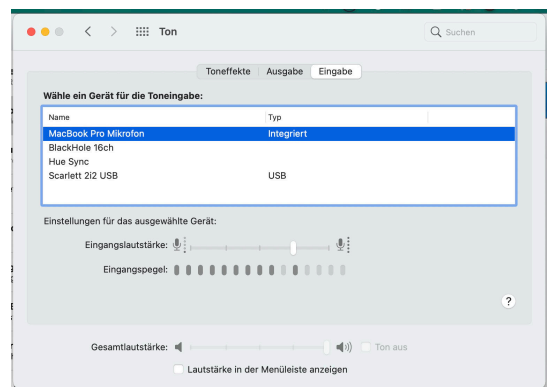 Ton
Suchen
Toneffekte Ausgabe Eingabe
Wähle ein Gerät für die Toneingabe:
Name Typ
MacBook Pro Mikrofon Integriert
BlackHole 16ch
Hue Sync
Scarlett 2i2 USB USB
Einstellungen für das ausgewählte Gerät:
Eingangslautstärke:
Eingangspegel:
?
Gesamtlautstärke: Ton aus
Lautstärke in der Menüleiste anzeigen